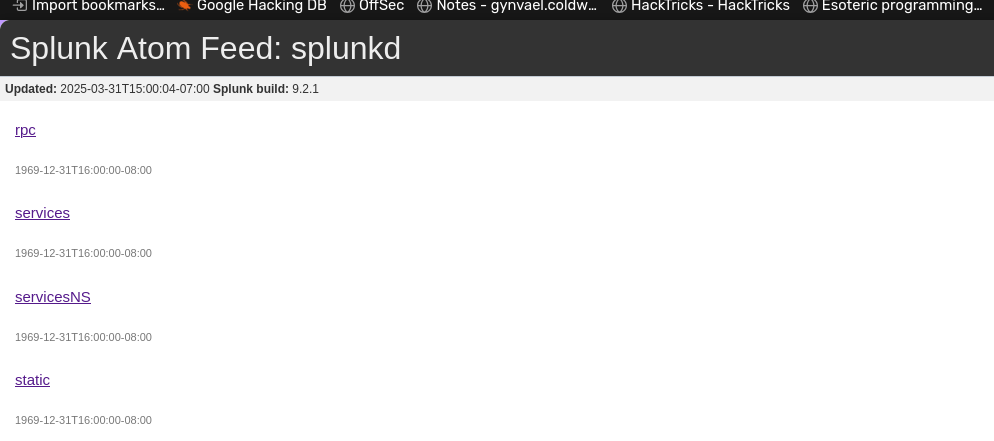 Import bookmarks... Google Hacking DB OffSec Notes - gynvael.coldw... HackTricks - HackTricks Esoteric programming...
Splunk Atom Feed: splunkd
Updated: 2025-03-31T15:00:04-07:00 Splunk build: 9.2.1
rpc
1969-12-31T16:00:00-08:00
services
1969-12-31T16:00:00-08:00
servicesNS
1969-12-31T16:00:00-08:00
static
1969-12-31T16:00:00-08:00